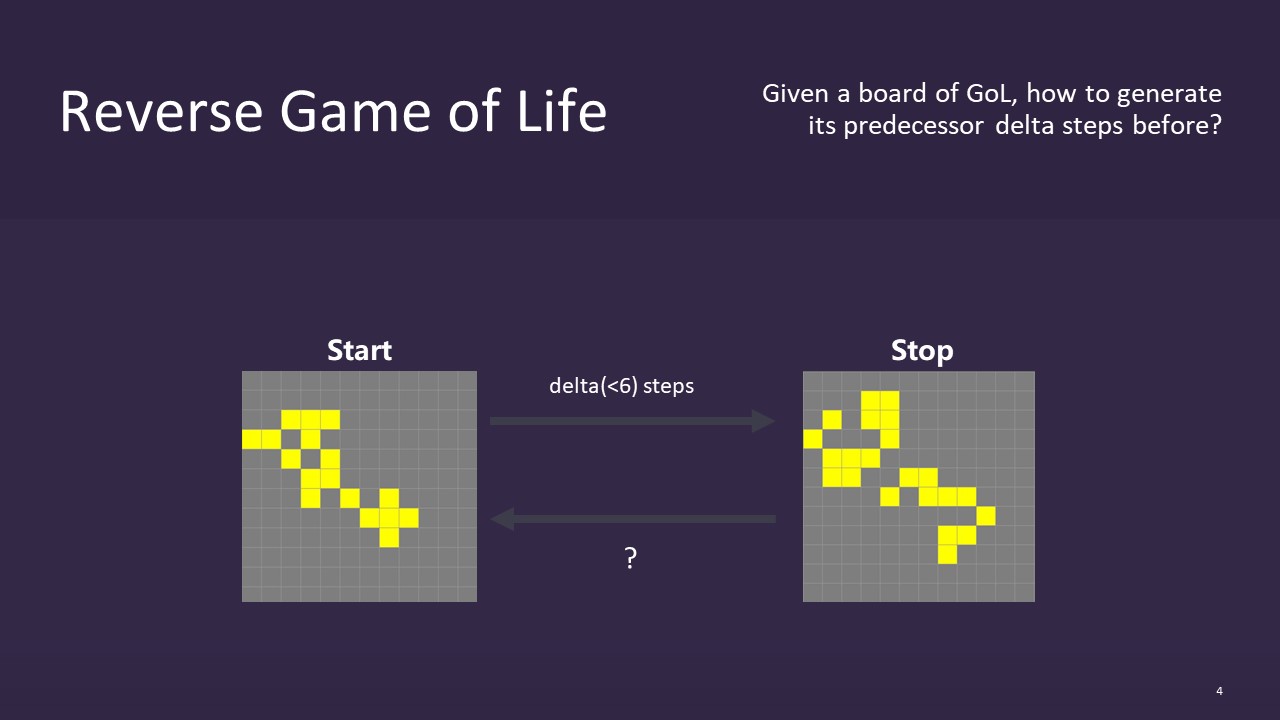 Reverse Game of Life
Given a board of GoL, how to generate
its predecessor delta steps before?
Start
Stop
delta(<6) steps
?
4